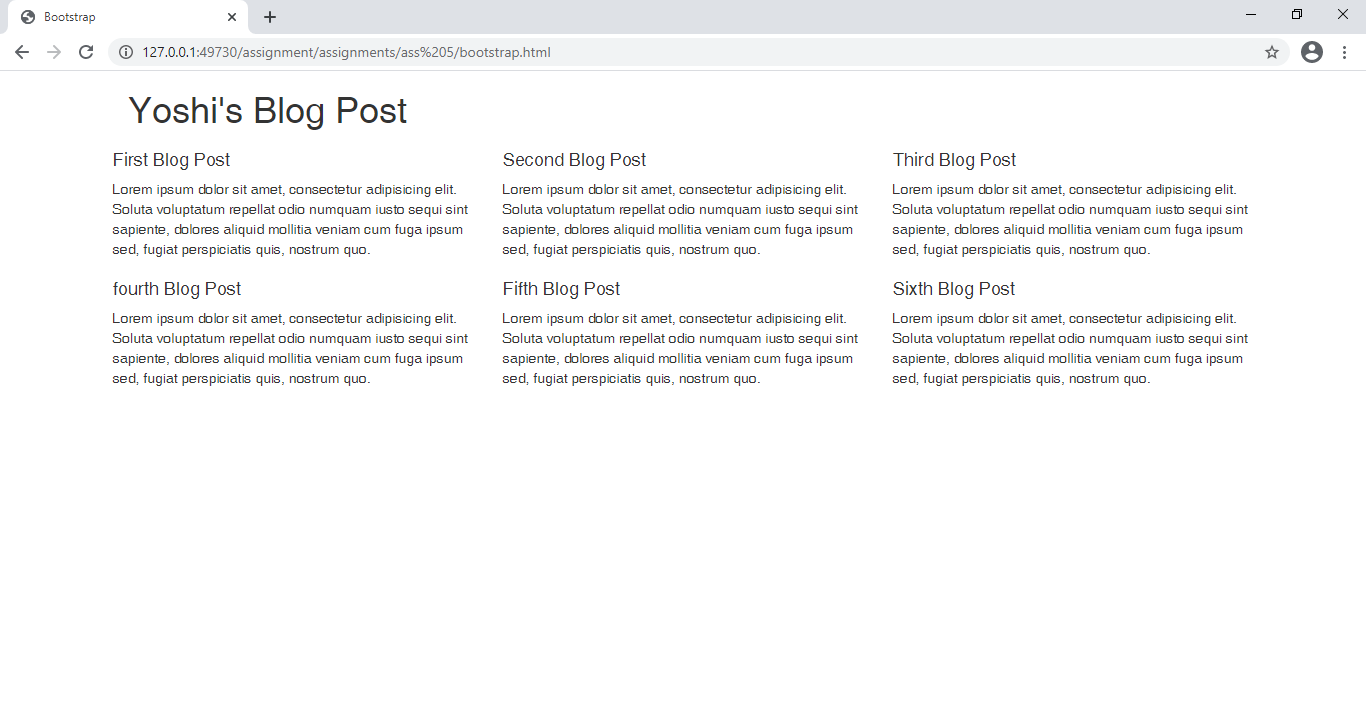 Bootstrap
127.0.0.1:49730/assignment/assignments/ass%205/bootstrap.html
Yoshi's Blog Post
First Blog Post
Lorem ipsum dolor sit amet, consectetur adipisicing elit.
Soluta voluptatum repellat odio numquam iusto sequi sint
sapiente, dolores aliquid mollitia veniam cum fuga ipsum
sed, fugiat perspiciatis quis, nostrum quo.
Second Blog Post
Lorem ipsum dolor sit amet, consectetur adipisicing elit.
Soluta voluptatum repellat odio numquam iusto sequi sint
sapiente, dolores aliquid mollitia veniam cum fuga ipsum
sed, fugiat perspiciatis quis, nostrum quo.
Third Blog Post
Lorem ipsum dolor sit amet, consectetur adipisicing elit.
Soluta voluptatum repellat odio numquam iusto sequi sint
sapiente, dolores aliquid mollitia veniam cum fuga ipsum
sed, fugiat perspiciatis quis, nostrum quo.
fourth Blog Post
Lorem ipsum dolor sit amet, consectetur adipisicing elit.
Soluta voluptatum repellat odio numquam iusto sequi sint
sapiente, dolores aliquid mollitia veniam cum fuga ipsum
sed, fugiat perspiciatis quis, nostrum quo.
Fifth Blog Post
Lorem ipsum dolor sit amet, consectetur adipisicing elit.
Soluta voluptatum repellat odio numquam iusto sequi sint
sapiente, dolores aliquid mollitia veniam cum fuga ipsum
sed, fugiat perspiciatis quis, nostrum quo.
Sixth Blog Post
Lorem ipsum dolor sit amet, consectetur adipisicing elit.
Soluta voluptatum repellat odio numquam iusto sequi sint
sapiente, dolores aliquid mollitia veniam cum fuga ipsum
sed, fugiat perspiciatis quis, nostrum quo.